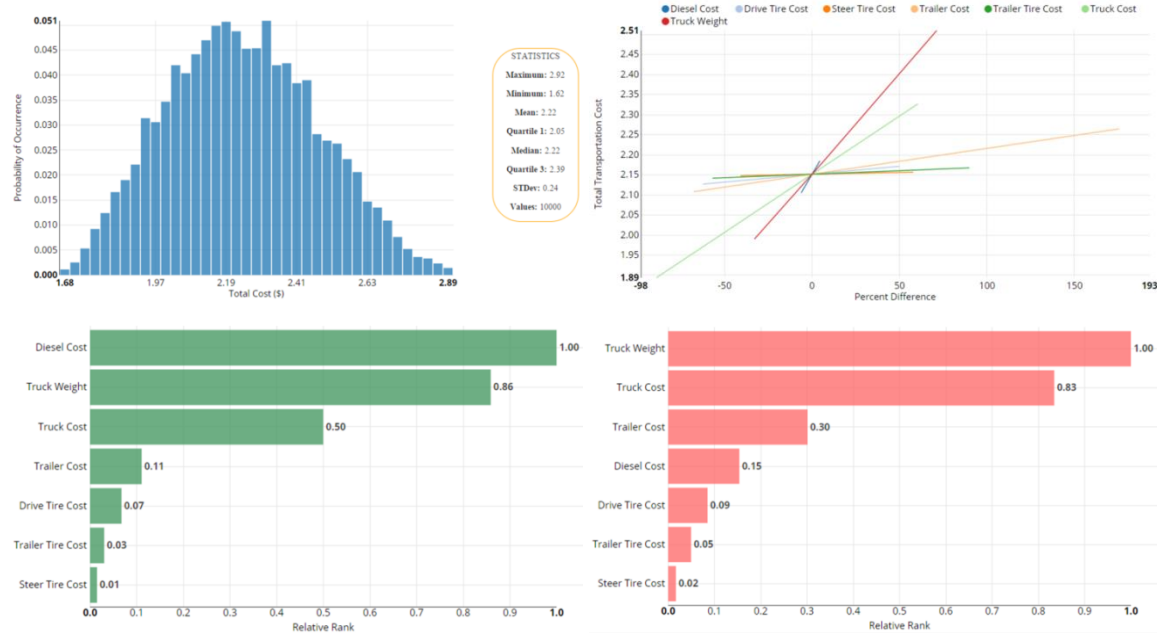 0.051
0.045
0.040
0.035
0.030
0.025
0.020
0.015
0.010
0.005
0.000
Probability of Occurrence
1.68 1.97 2.19 2.41 2.63 2.89
Total Cost ($)
STATISTICS
Maximum: 2.92
Minimum: 1.62
Mean: 2.22
Quartile 1: 2.05
Median: 2.22
Quartile 3: 2.39
STDev: 0.24
Values: 10000
Diesel Cost Drive Tire Cost Steer Tire Cost Trailer Cost Trailer Tire Cost Truck Cost
Truck Weight
2.51
2.45
2.40
2.35
2.30
2.25
2.20
2.15
2.10
2.05
2.00
1.95
1.89
Total Transportation Cost
-98 -50 0 50 100 150 193
Percent Difference
Diesel Cost 1.00
Truck Weight 0.86
Truck Cost 0.50
Trailer Cost 0.11
Drive Tire Cost 0.07
Trailer Tire Cost 0.03
Steer Tire Cost 0.01
0.0 0.1 0.2 0.3 0.4 0.5 0.6 0.7 0.8 0.9 1.0
Relative Rank
Truck Weight 1.00
Truck Cost 0.83
Trailer Cost 0.30
Diesel Cost 0.15
Drive Tire Cost 0.09
Trailer Tire Cost 0.05
Steer Tire Cost 0.02
0.0 0.1 0.2 0.3 0.4 0.5 0.6 0.7 0.8 0.9 1.0
Relative Rank